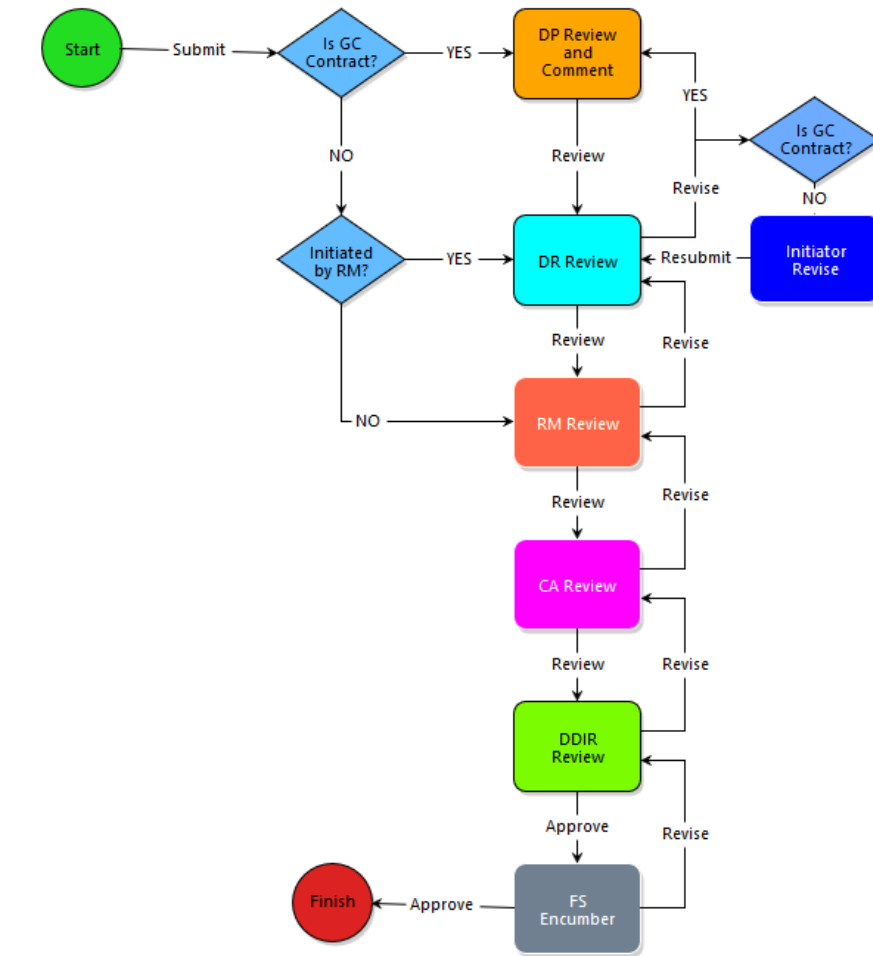 Start
Submit
Is GC
Contract?
YES
DP Review
and
Comment
YES
Is GC
Contract?
NO
Review
Revise
NO
Initiated
by RM?
YES
DR Review
Resubmit
Initiator
Revise
Review
Revise
NO
RM Review
Review
Revise
CA Review
Review
Revise
DDIR
Review
Approve
Revise
Finish
Approve
FS
Encumber